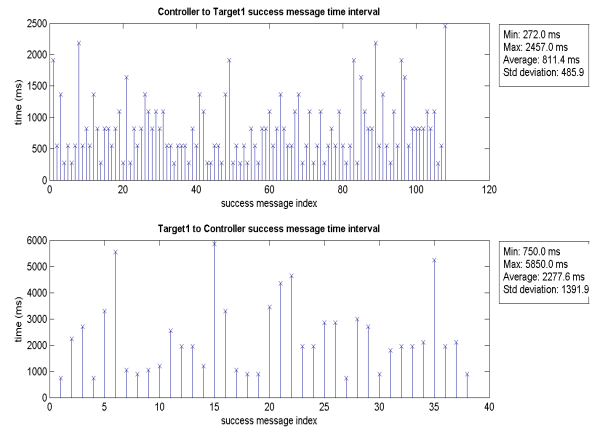 Controller to Target1 success message time interval
2500
2000
1500
1000
500
0
time (ms)
0 20 40 60 80 100 120
success message index
Min: 272.0 ms
Max: 2457.0 ms
Average: 811.4 ms
Std deviation: 485.9
Target1 to Controller success message time interval
6000
5000
4000
3000
2000
1000
0
time (ms)
0 5 10 15 20 25 30 35 40
success message index
Min: 750.0 ms
Max: 5850.0 ms
Average: 2277.6 ms
Std deviation: 1391.9